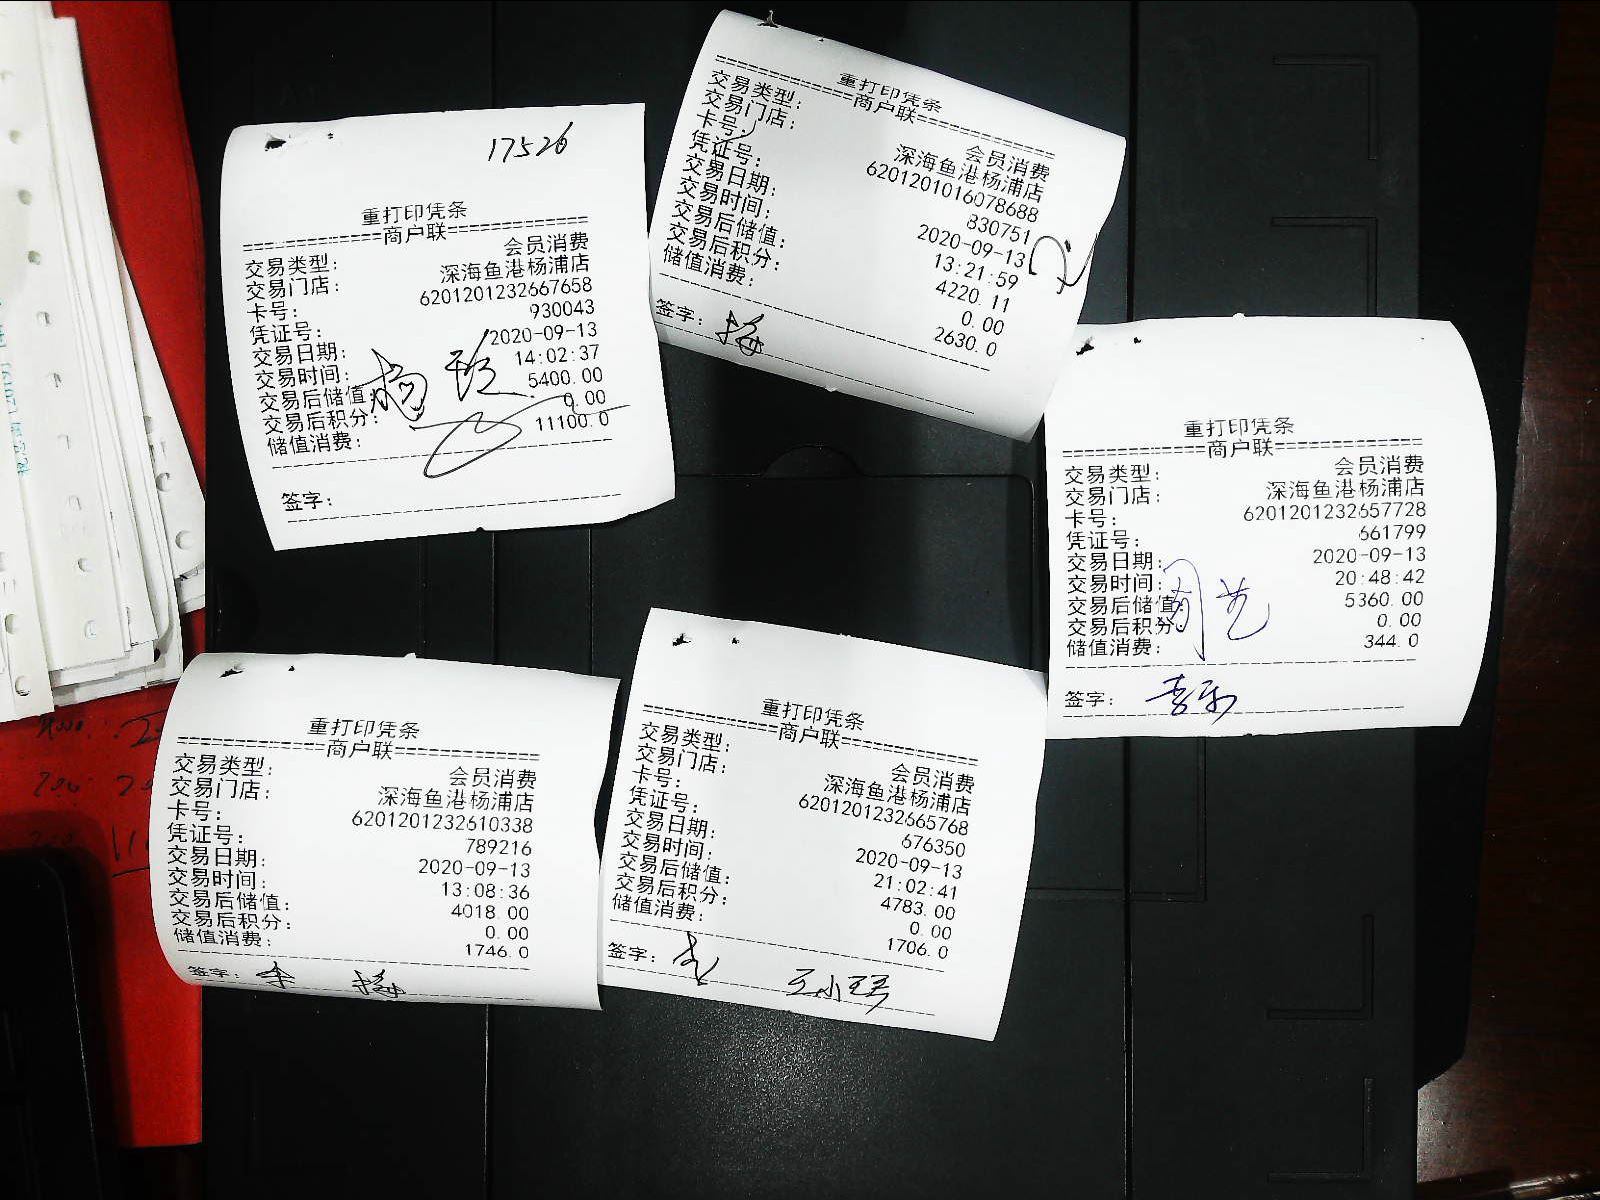 17526
重打印凭条
==============商户联==============
交易类型: 会员消费
交易门店: 深海鱼港杨浦店
卡号: 6201201232667658
凭证号: 930043
交易日期: 2020-09-13
交易时间: 14:02:37
交易后储值: 5400.00
交易后积分: 0.00
储值消费: 11100.0
签字:
重打印凭条
==============商户联==============
交易类型: 会员消费
交易门店: 深海鱼港杨浦店
卡号: 6201201016078688
凭证号: 830751
交易日期: 2020-09-13
交易时间: 13:21:59
交易后储值: 4220.11
交易后积分: 0.00
储值消费: 2630.0
签字:
重打印凭条
==============商户联==============
交易类型: 会员消费
交易门店: 深海鱼港杨浦店
卡号: 6201201232657728
凭证号: 661799
交易日期: 2020-09-13
交易时间: 20:48:42
交易后储值: 5360.00
交易后积分: 0.00
储值消费: 344.0
签字:
重打印凭条
==============商户联==============
交易类型: 会员消费
交易门店: 深海鱼港杨浦店
卡号: 6201201232610338
凭证号: 789216
交易日期: 2020-09-13
交易时间: 13:08:36
交易后储值: 4018.00
交易后积分: 0.00
储值消费: 1746.0
签字:
重打印凭条
==============商户联==============
交易类型: 会员消费
交易门店: 深海鱼港杨浦店
卡号: 6201201232665768
凭证号: 676350
交易日期: 2020-09-13
交易时间: 21:02:41
交易后储值: 4783.00
交易后积分: 0.00
储值消费: 1706.0
签字: